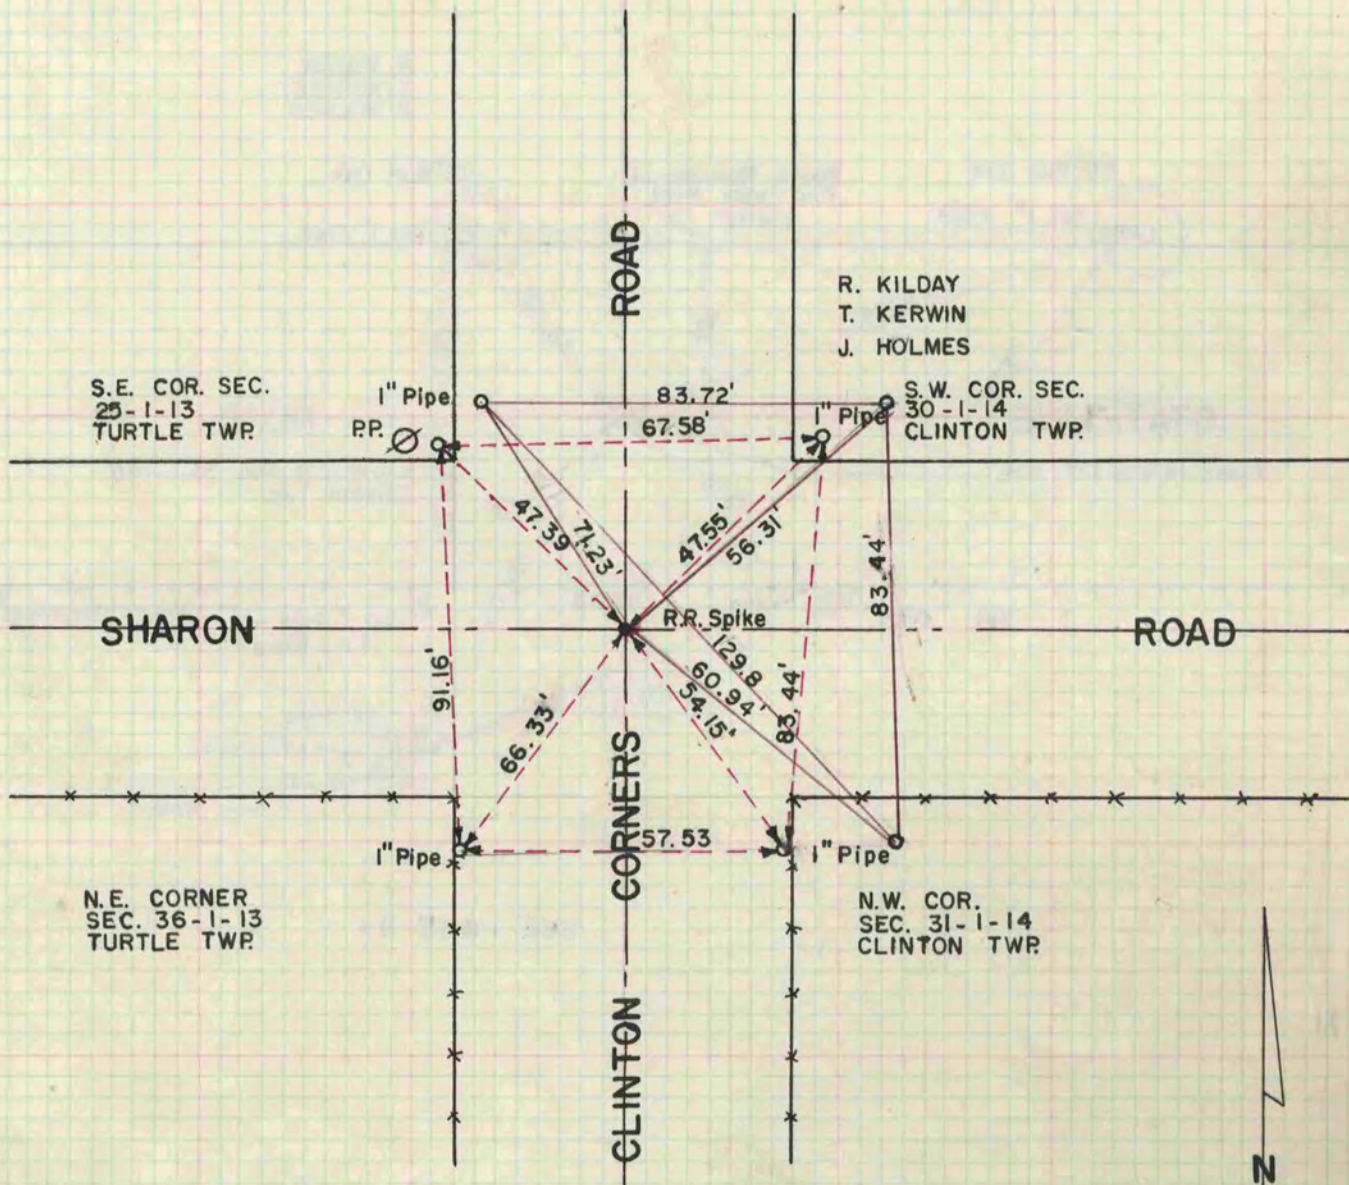 ROAD
R. KILDAY
T. KERWIN
J. HOLMES
S.E. COR. SEC.
25-1-13
TURTLE TWP.
1" Pipe
P.P.
83.72'
67.58'
1" Pipe
S.W. COR. SEC.
30-1-14
CLINTON TWP.
47.39
71.23'
47.55'
56.31'
83.44'
SHARON
R.R. Spike
ROAD
91.16'
66.33'
129.8
60.94'
54.15'
83.44'
CORNERS
57.53
1" Pipe
1" Pipe
N.E. CORNER
SEC. 36-1-13
TURTLE TWP.
N.W. COR.
SEC. 31-1-14
CLINTON TWP.
CLINTON
N